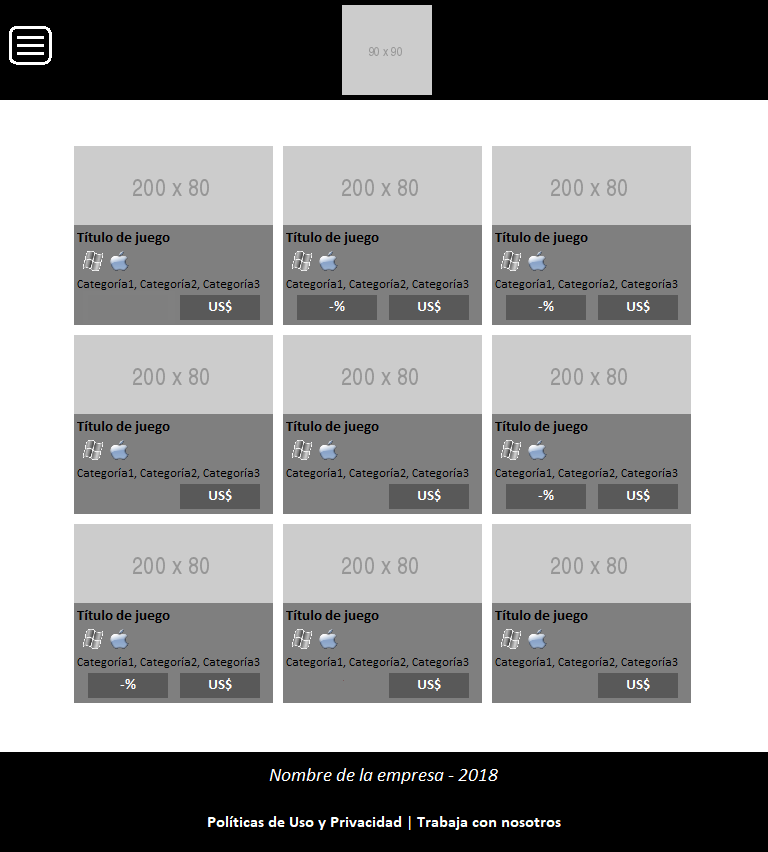 90 x 90
200 x 80
200 x 80
200 x 80
Título de juego
Título de juego
Título de juego
Categoría1, Categoría2, Categoría3
Categoría1, Categoría2, Categoría3
Categoría1, Categoría2, Categoría3
US$
-%
US$
-%
US$
200 x 80
200 x 80
200 x 80
Título de juego
Título de juego
Título de juego
Categoría1, Categoría2, Categoría3
Categoría1, Categoría2, Categoría3
Categoría1, Categoría2, Categoría3
US$
US$
-%
US$
200 x 80
200 x 80
200 x 80
Título de juego
Título de juego
Título de juego
Categoría1, Categoría2, Categoría3
Categoría1, Categoría2, Categoría3
Categoría1, Categoría2, Categoría3
-%
US$
US$
US$
Nombre de la empresa - 2018
Políticas de Uso y Privacidad | Trabaja con nosotros